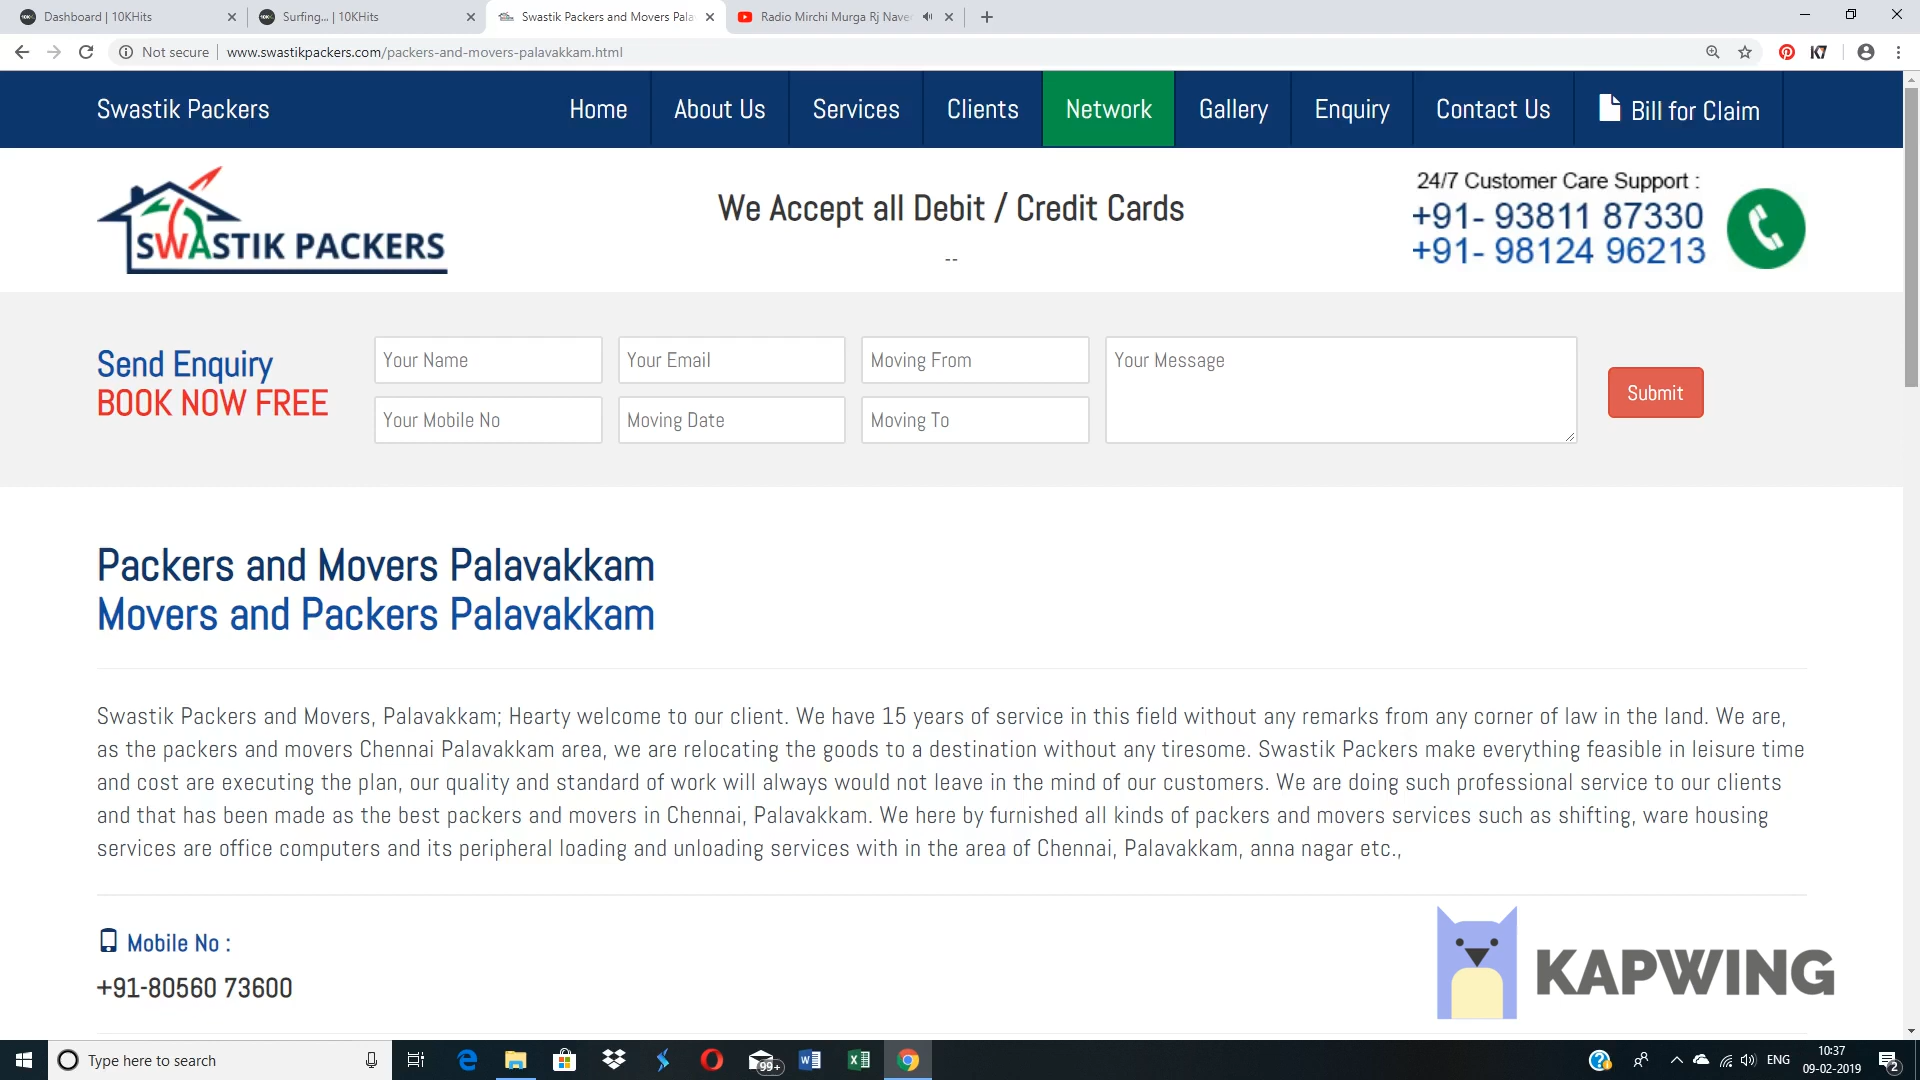 Dashboard | 10KHits
Surfing... | 10KHits
Swastik Packers and Movers Pala
Radio Mirchi Murga Rj Nave
Not secure
www.swastikpackers.com/packers-and-movers-palavakkam.html
Swastik Packers
Home
About Us
Services
Clients
Network
Gallery
Enquiry
Contact Us
Bill for Claim
SWASTIK PACKERS
We Accept all Debit / Credit Cards
--
24/7 Customer Care Support :
+91- 93811 87330
+91- 98124 96213
Send Enquiry
BOOK NOW FREE
Your Name
Your Email
Moving From
Your Message
Your Mobile No
Moving Date
Moving To
Submit
Packers and Movers Palavakkam
Movers and Packers Palavakkam
Swastik Packers and Movers, Palavakkam; Hearty welcome to our client. We have 15 years of service in this field without any remarks from any corner of law in the land. We are,
as the packers and movers Chennai Palavakkam area, we are relocating the goods to a destination without any tiresome. Swastik Packers make everything feasible in leisure time
and cost are executing the plan, our quality and standard of work will always would not leave in the mind of our customers. We are doing such professional service to our clients
and that has been made as the best packers and movers in Chennai, Palavakkam. We here by furnished all kinds of packers and movers services such as shifting, ware housing
services are office computers and its peripheral loading and unloading services with in the area of Chennai, Palavakkam, anna nagar etc.,
Mobile No :
+91-80560 73600
KAPWING
Type here to search
99+
ENG
10:37
09-02-2019
2